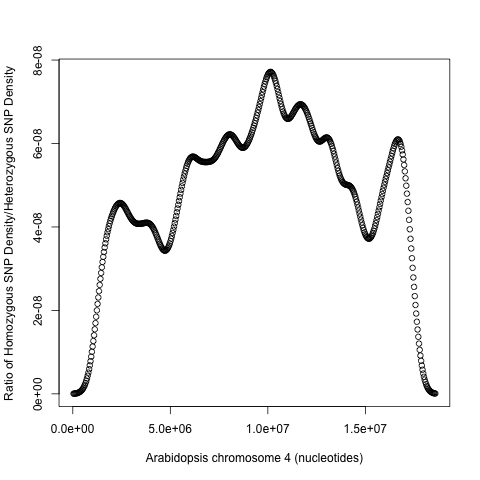 Ratio of Homozygous SNP Density/Heterozygous SNP Density
8e-08
6e-08
4e-08
2e-08
0e+00
0.0e+00 5.0e+06 1.0e+07 1.5e+07
Arabidopsis chromosome 4 (nucleotides)